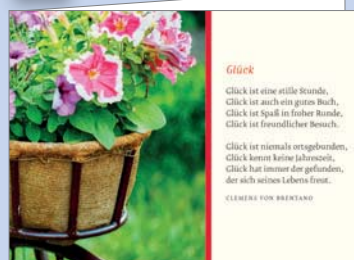 Glück
Glück ist eine stille Stunde,
Glück ist auch ein gutes Buch,
Glück ist Spaß in froher Runde,
Glück ist freundlicher Besuch.
Glück ist niemals ortsgebunden,
Glück kennt keine Jahreszeit,
Glück hat immer der gefunden,
der sich seines Lebens freut.
CLEMENS VON BRENTANO